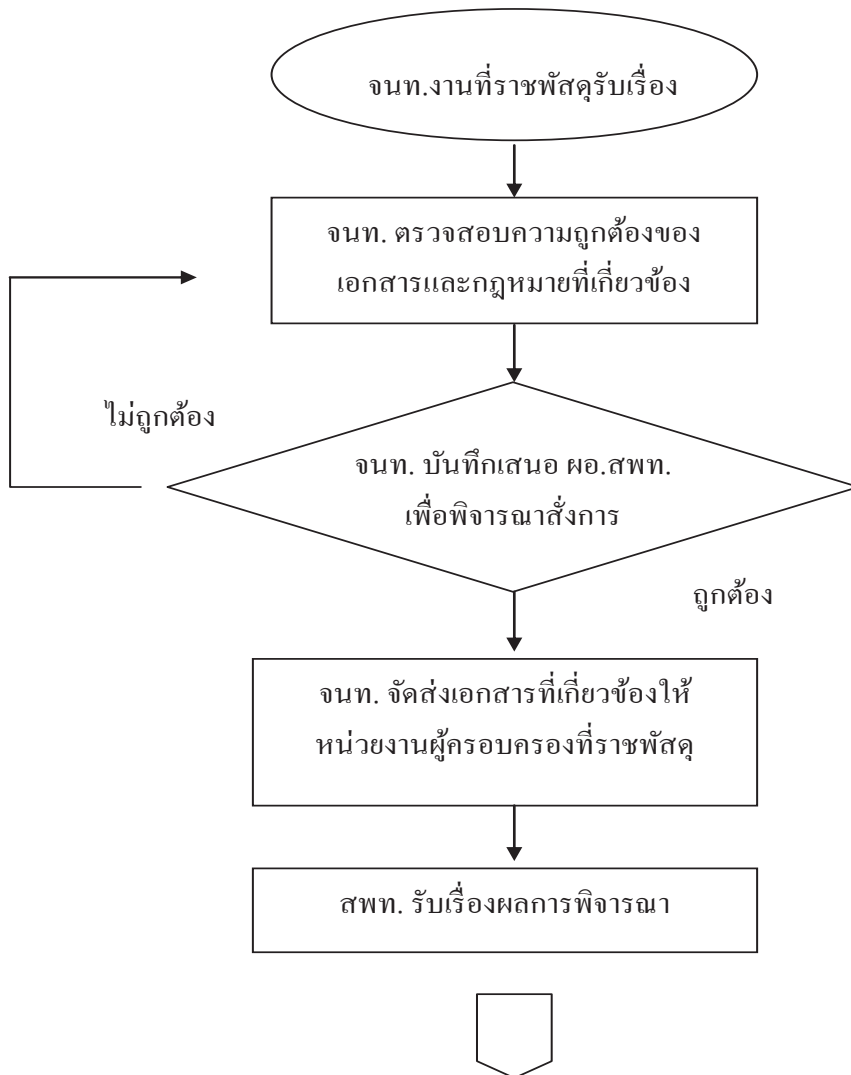 จนท.งานที่ราชพัสดุรับเรื่อง
จนท. ตรวจสอบความถูกต้องของ
เอกสารและกฎหมายที่เกี่ยวข้อง
ไม่ถูกต้อง
จนท. บันทึกเสนอ ผอ.สพท.
เพื่อพิจารณาสั่งการ
ถูกต้อง
จนท. จัดส่งเอกสารที่เกี่ยวข้องให้
หน่วยงานผู้ครอบครองที่ราชพัสดุ
สพท. รับเรื่องผลการพิจารณา